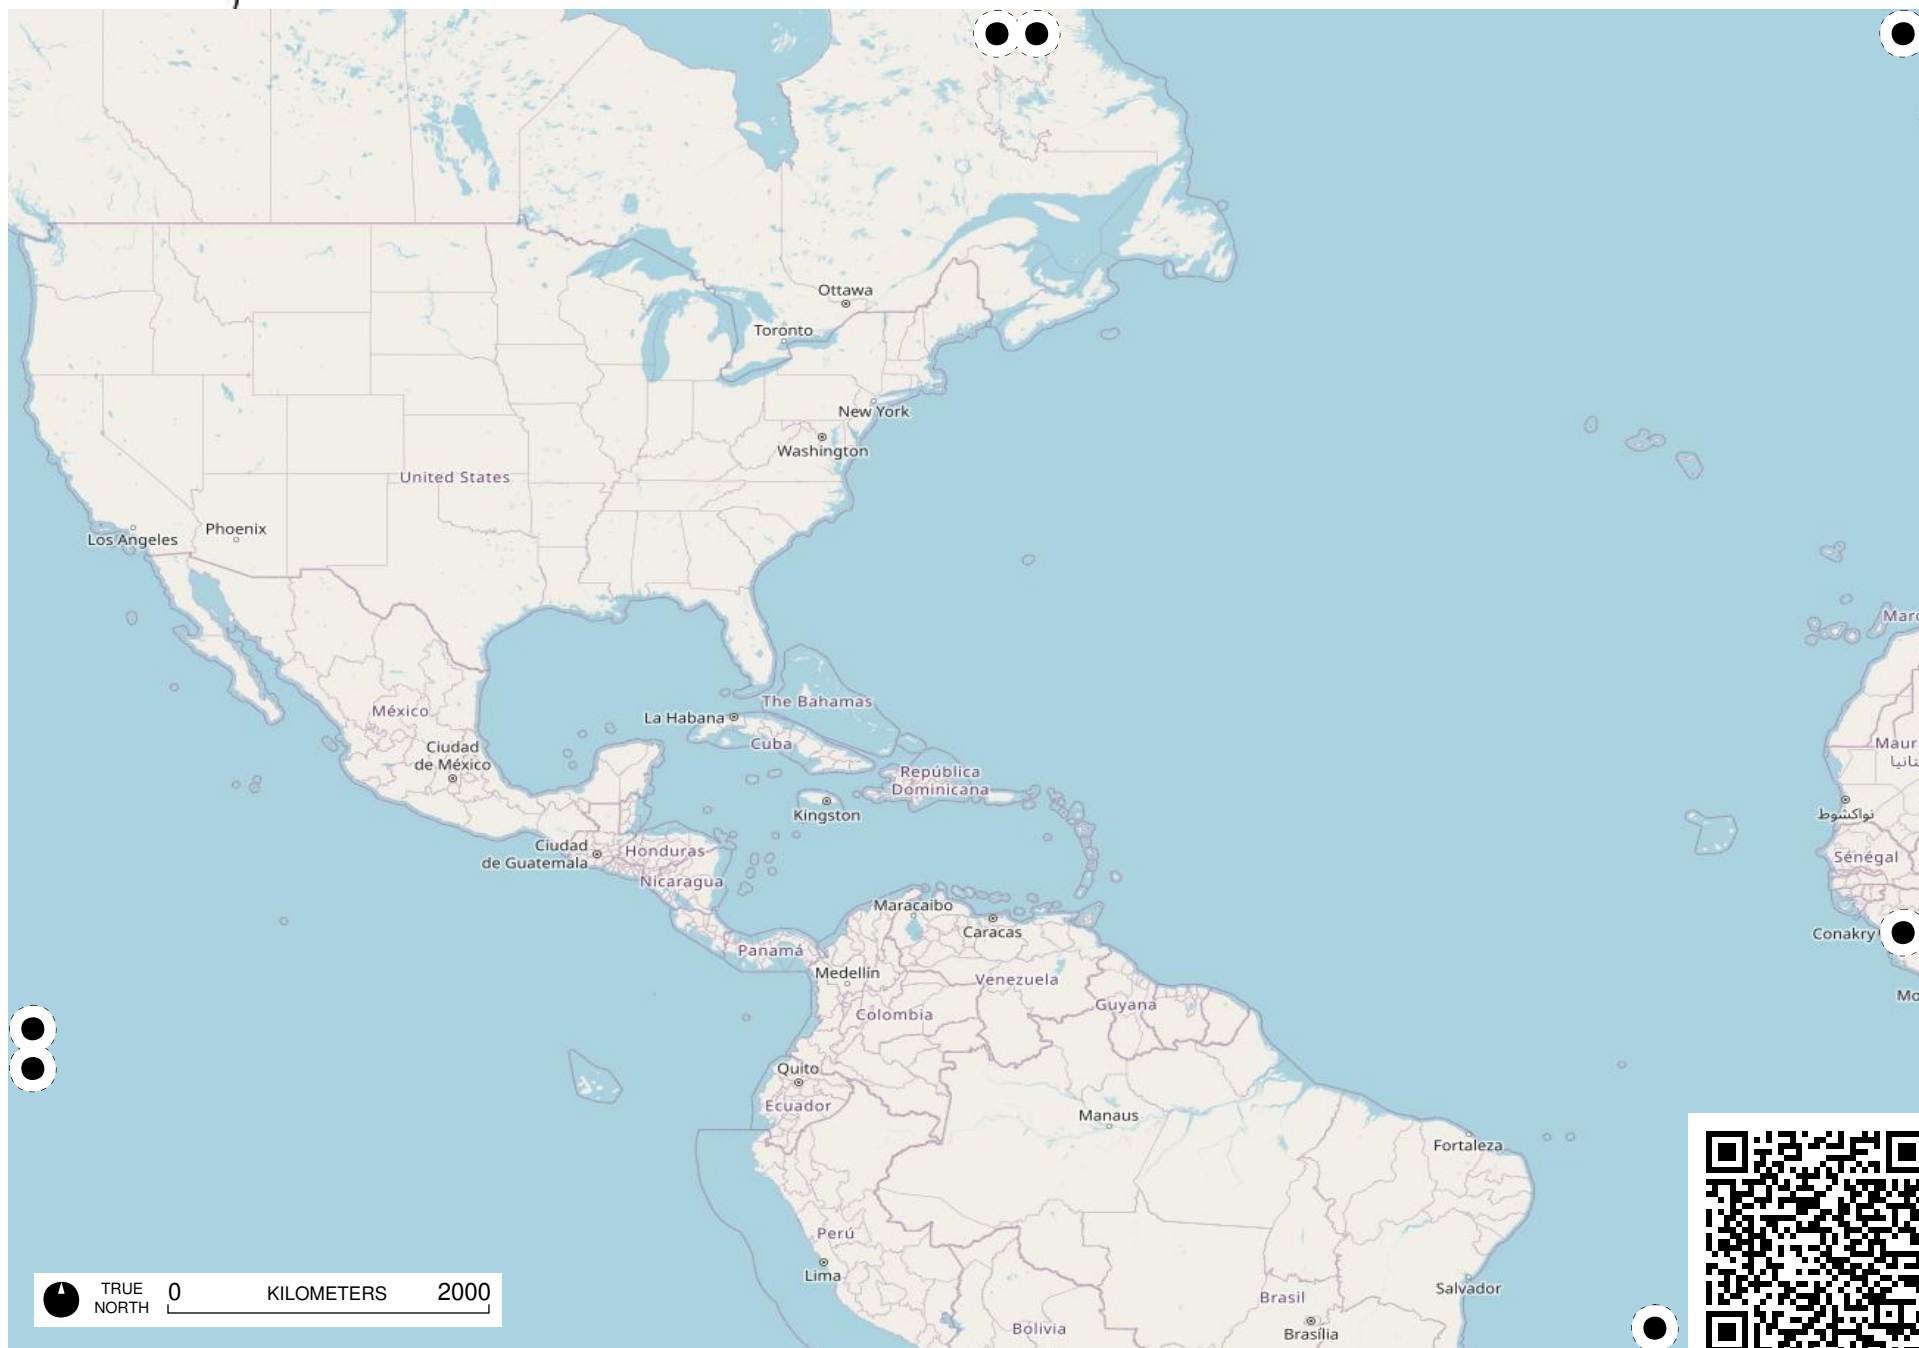 Ottawa
Toronto
New York
Washington
United States
Phoenix
Los Angeles
The Bahamas
México
La Habana
Cuba
Ciudad
de México
República
Dominicana
Kingston
Ciudad
de Guatemala
Honduras
Nicaragua
نواكشوط
Sénégal
Maracaibo
Caracas
Conakry
Panamá
Medellín
Venezuela
Guyana
Colombia
Quito
Ecuador
Manaus
Fortaleza
Perú
Lima
Salvador
Brasil
Brasília
Bolivia
TRUE
NORTH
0 KILOMETERS 2000